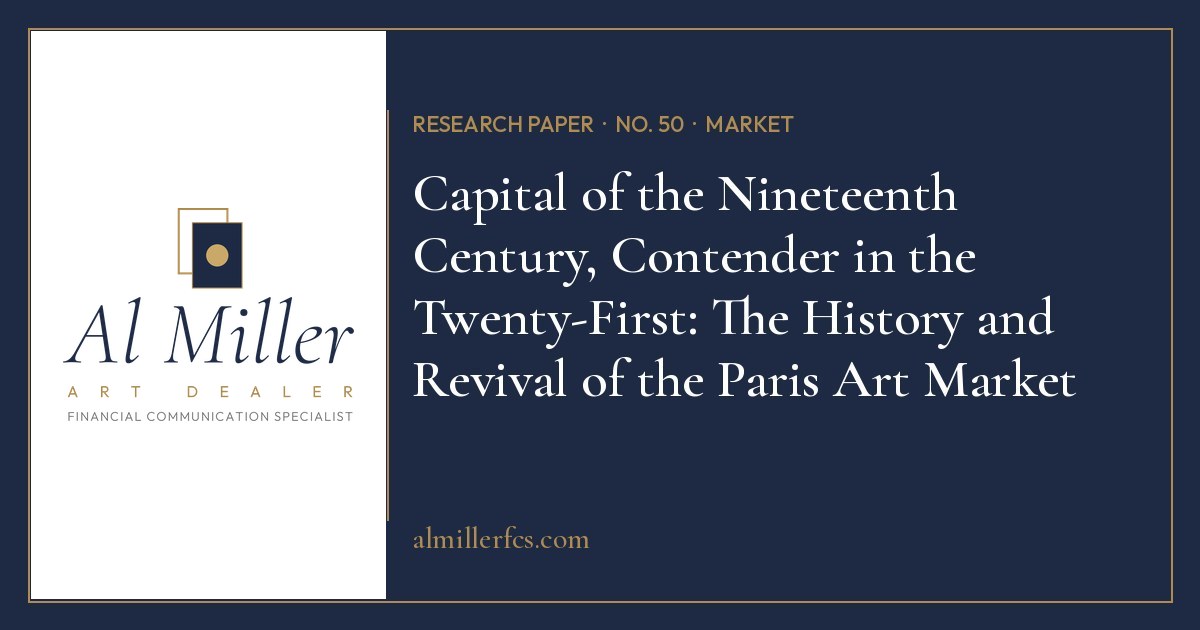 Al Miller
ART DEALER
FINANCIAL COMMUNICATION SPECIALIST
RESEARCH PAPER · NO. 50 · MARKET
Capital of the Nineteenth
Century, Contender in the
Twenty-First: The History and
Revival of the Paris Art Market
almillerfcs.com